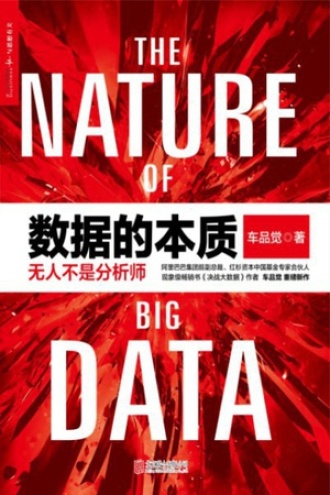 THE
NATURE
OF
数据的本质
车品觉◎著
无人不是分析师
阿里巴巴集团前副总裁，红杉资本中国基金专家合伙人
现象级畅销书《决战大数据》作者 车品觉 重磅新作
BIG
DATA